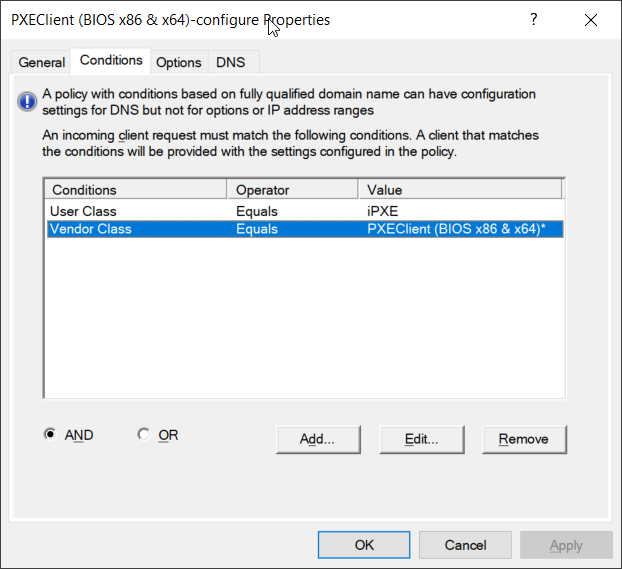 PXEClient (BIOS x86 & x64)-configure Properties
?
General Conditions Options DNS
A policy with conditions based on fully qualified domain name can have configuration
settings for DNS but not for options or IP address ranges
An incoming client request must match the following conditions. A client that matches
the conditions will be provided with the settings configured in the policy.
Conditions Operator Value
User Class Equals iPXE
Vendor Class Equals PXEClient (BIOS x86 & x64)*
AND OR Add... Edit... Remove
OK Cancel Apply